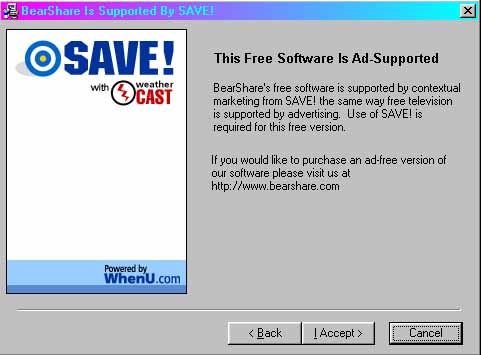 BearShare Is Supported By SAVE!
SAVE!
with weather
CAST
Powered by
WhenU.com
This Free Software Is Ad-Supported
BearShare's free software is supported by contextual
marketing from SAVE! the same way free television
is supported by advertising. Use of SAVE! is
required for this free version.
If you would like to purchase an ad-free version of
our software please visit us at
http://www.bearshare.com
< Back
I Accept >
Cancel